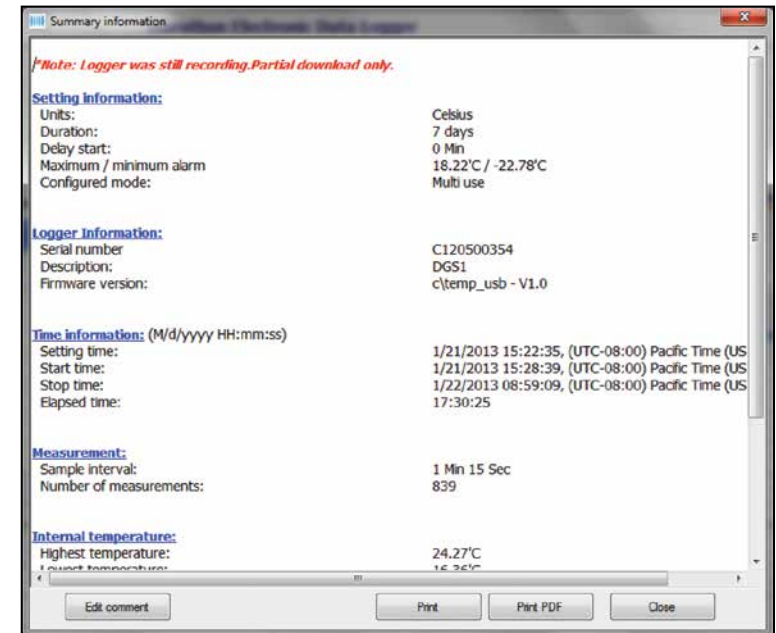 Summary information
*Note: Logger was still recording.Partial download only.
Setting information:
Units: Celsius
Duration: 7 days
Delay start: 0 Min
Maximum / minimum alarm 18.22'C / -22.78'C
Configured mode: Multi use
Logger Information:
Serial number C120500354
Description: DGS1
Firmware version: c\temp_usb - V1.0
Time information: (M/d/yyyy HH:mm:ss)
Setting time: 1/21/2013 15:22:35, (UTC-08:00) Pacific Time (US
Start time: 1/21/2013 15:28:39, (UTC-08:00) Pacific Time (US
Stop time: 1/22/2013 08:59:09, (UTC-08:00) Pacific Time (US
Elapsed time: 17:30:25
Measurement:
Sample interval: 1 Min 15 Sec
Number of measurements: 839
Internal temperature:
Highest temperature: 24.27'C
Lowest temperature:
Edit comment Print Print PDF Close